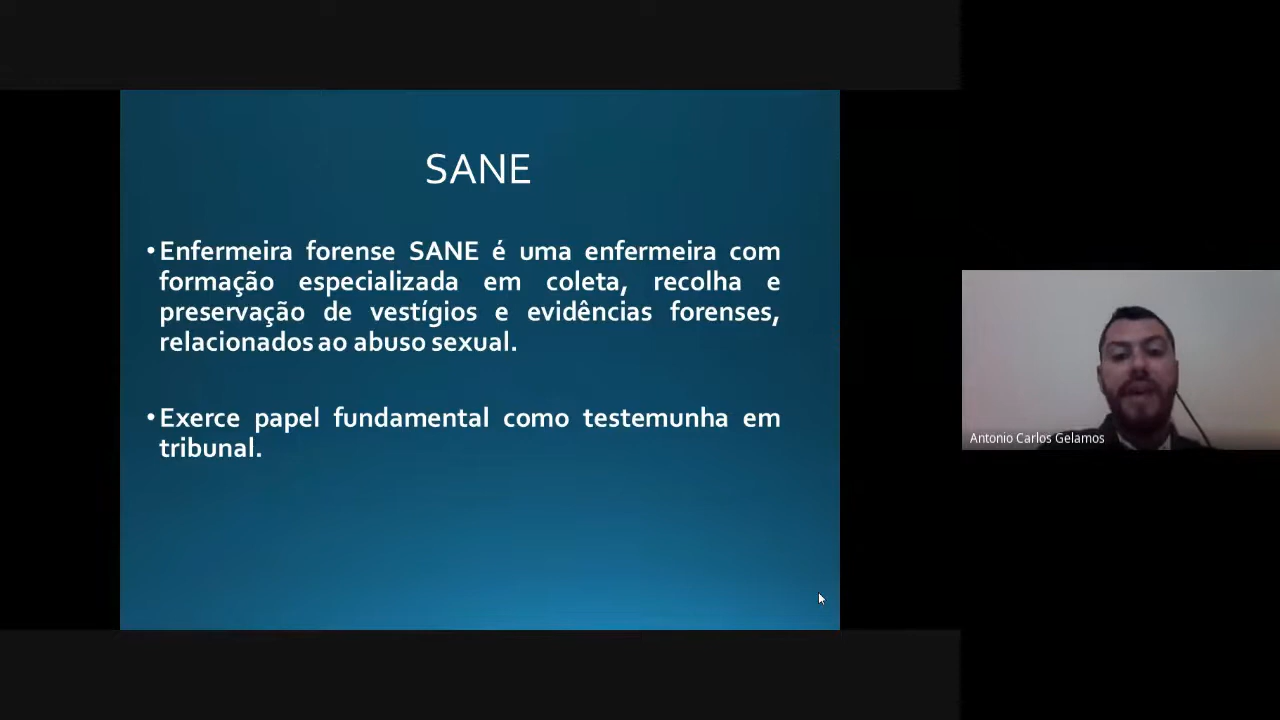 SANE
•Enfermeira forense SANE é uma enfermeira com
formação especializada em coleta, recolha e
preservação de vestígios e evidências forenses,
relacionados ao abuso sexual.
•Exerce papel fundamental como testemunha em
tribunal.
Antonio Carlos Gelamos